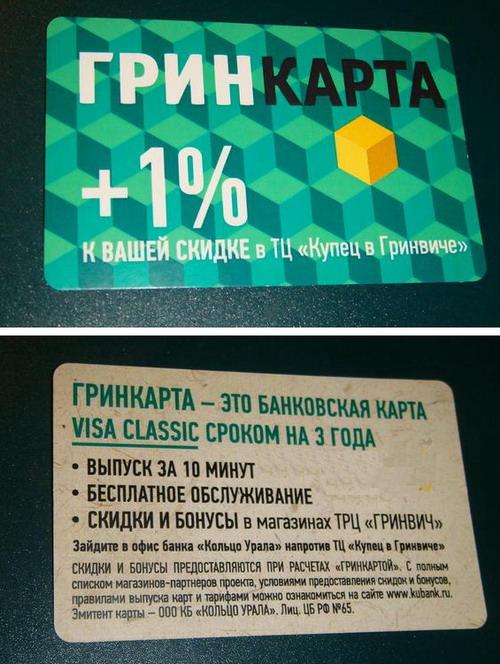 ГРИНКАРТА
+1%
К ВАШЕЙ СКИДКЕ в ТЦ «Купец в Гринвиче»
ГРИНКАРТА – ЭТО БАНКОВСКАЯ КАРТА
VISA CLASSIC СРОКОМ НА 3 ГОДА
• ВЫПУСК ЗА 10 МИНУТ
• БЕСПЛАТНОЕ ОБСЛУЖИВАНИЕ
• СКИДКИ И БОНУСЫ в магазинах ТРЦ «ГРИНВИЧ»
Зайдите в офис банка «Кольцо Урала» напротив ТЦ «Купец в Гринвиче»
СКИДКИ И БОНУСЫ ПРЕДОСТАВЛЯЮТСЯ ПРИ РАСЧЕТАХ «ГРИНКАРТОЙ». С полным
списком магазинов-партнеров проекта, условиями предоставления скидок и бонусов,
правилами выпуска карт и тарифами можно ознакомиться на сайте www.kubank.ru.
Эмитент карты – ООО КБ «КОЛЬЦО УРАЛА». Лиц. ЦБ РФ №65.